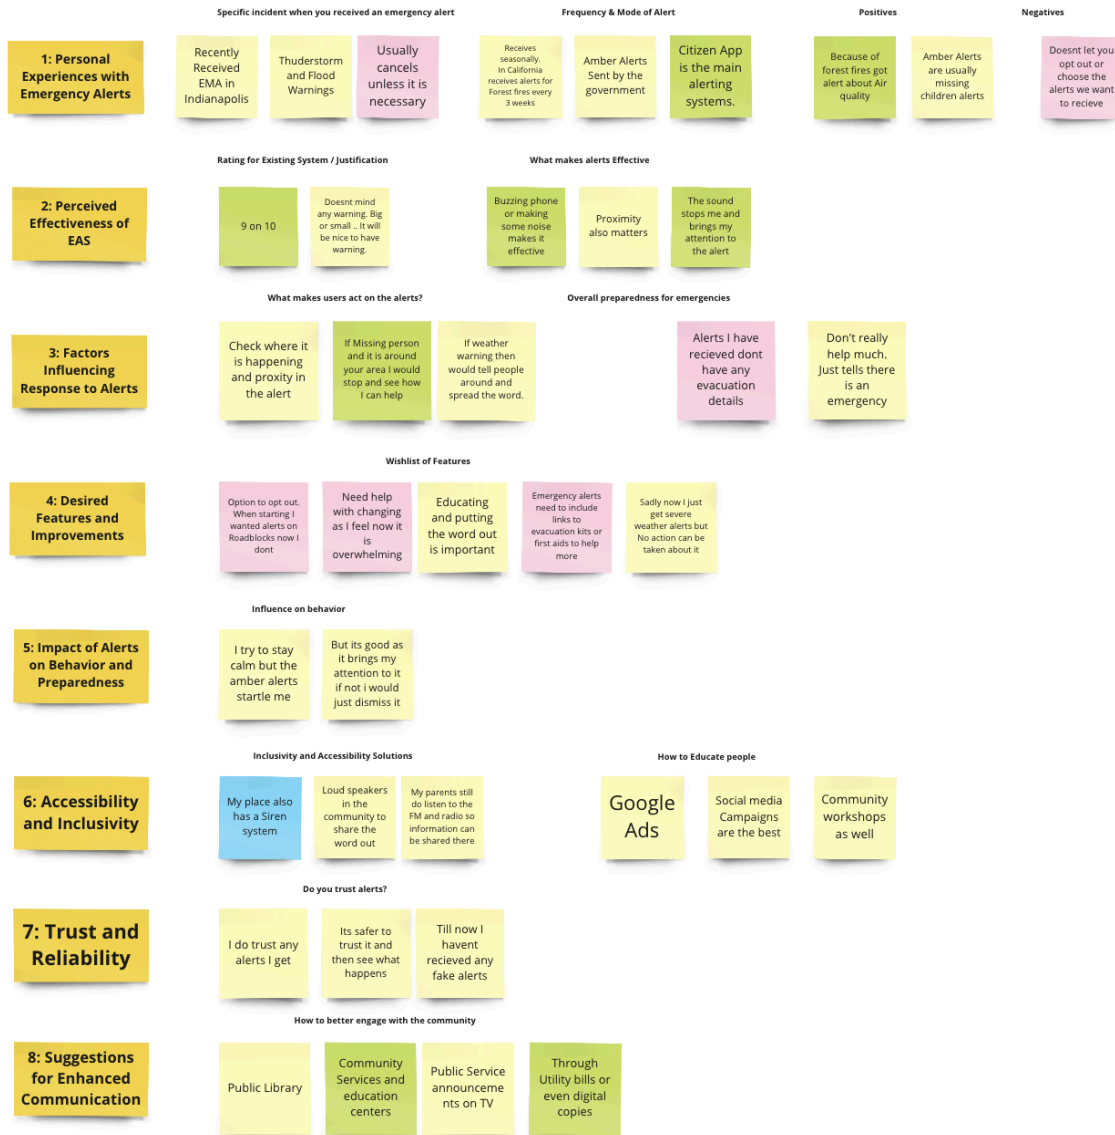 Specific incident when you received an emergency alert
Frequency & Mode of Alert
Positives
Negatives
1: Personal
Experiences with
Emergency Alerts
Recently
Received
EMA in
Indianapolis
Thuderstorm
and Flood
Warnings
Usually
cancels
unless it is
necessary
Receives
seasonally.
In California
receives alerts for
Forest fires every
3 weeks
Amber Alerts
Sent by the
government
Citizen App
is the main
alerting
systems.
Because of
forest fires got
alert about Air
quality
Amber Alerts
are usually
missing
children alerts
Doesnt let you
opt out or
choose the
alerts we want
to recieve
Rating for Existing System / Justification
What makes alerts Effective
2: Perceived
Effectiveness of
EAS
9 on 10
Doesnt mind
any warning. Big
or small .. It will
be nice to have
warning.
Buzzing phone
or making
some noise
makes it
effective
Proximity
also matters
The sound
stops me and
brings my
attention to
the alert
What makes users act on the alerts?
Overall preparedness for emergencies
3: Factors
Influencing
Response to Alerts
Check where it
is happening
and proxity in
the alert
If Missing person
and it is around
your area I would
stop and see how
I can help
If weather
warning then
would tell people
around and
spread the word.
Alerts I have
recieved dont
have any
evacuation
details
Don't really
help much.
Just tells there
is an
emergency
Wishlist of Features
4: Desired
Features and
Improvements
Option to opt out.
When starting I
wanted alerts on
Roadblocks now I
dont
Need help
with changing
as I feel now it
is
overwhelming
Educating
and putting
the word out
is important
Emergency alerts
need to include
links to
evacuation kits or
first aids to help
more
Sadly now I just
get severe
weather alerts but
No action can be
taken about it
Influence on behavior
5: Impact of Alerts
on Behavior and
Preparedness
I try to stay
calm but the
amber alerts
startle me
But its good as
it brings my
attention to it
if not i would
just dismiss it
Inclusivity and Accessibility Solutions
How to Educate people
6: Accessibility
and Inclusivity
My place also
has a Siren
system
Loud speakers
in the
community to
share the
word out
My parents still
do listen to the
FM and radio so
information can
be shared there
Google
Ads
Social media
Campaigns
are the best
Community
workshops
as well
Do you trust alerts?
7: Trust and
Reliability
I do trust any
alerts I get
Its safer to
trust it and
then see what
happens
Till now I
havent
recieved any
fake alerts
How to better engage with the community
8: Suggestions
for Enhanced
Communication
Public Library
Community
Services and
education
centers
Public Service
announceme
nts on TV
Through
Utility bills or
even digital
copies